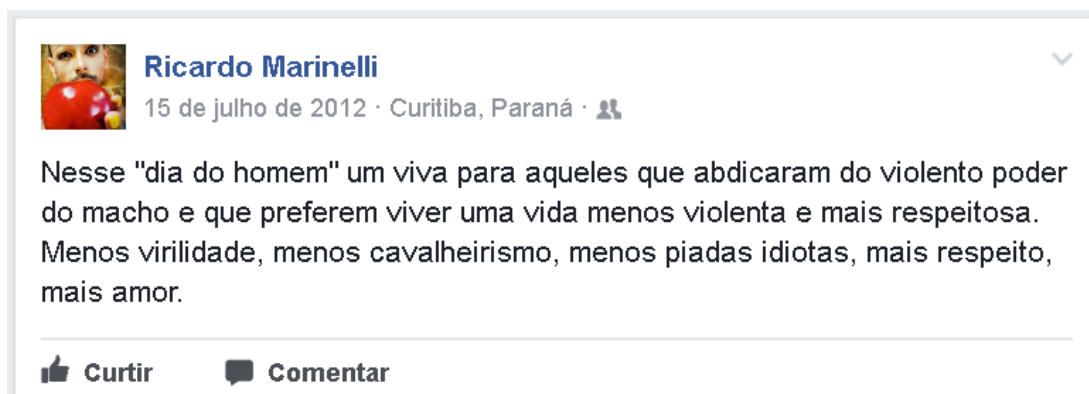 Ricardo Marinelli
15 de julho de 2012 · Curitiba, Paraná ·
Nesse "dia do homem" um viva para aqueles que abdicaram do violento poder
do macho e que preferem viver uma vida menos violenta e mais respeitosa.
Menos virilidade, menos cavalheirismo, menos piadas idiotas, mais respeito,
mais amor.
Curtir Comentar